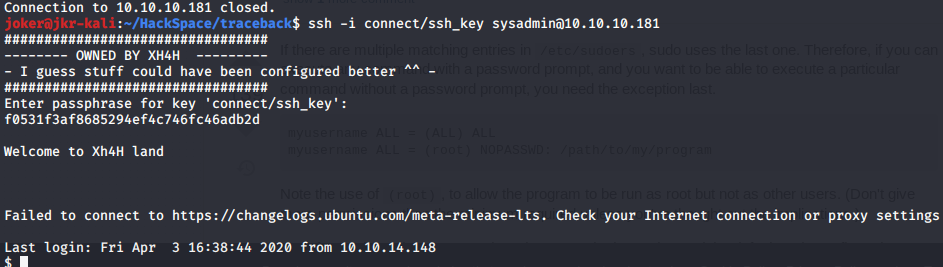 Connection to 10.10.10.181 closed.
joker@jkr-kali:~/HackSpace/traceback$ ssh -i connect/ssh_key sysadmin@10.10.10.181
#################################
-------- OWNED BY XH4H  ---------
- I guess stuff could have been configured better ^^ -
#################################
If there are multiple matching entries in /etc/sudoers, sudo uses the last one. Therefore, if you can
with a password prompt, and you want to be able to execute a particular
command without a password prompt, you need the exception last.
Enter passphrase for key 'connect/ssh_key':
f0531f3af8685294ef4c746fc46adb2d
myusername ALL = (ALL) ALL
myusername ALL = (root) NOPASSWD: /path/to/my/program
Welcome to Xh4H land
Note the use of (root), to allow the program to be run as root but not as other users. (Don't give
Failed to connect to https://changelogs.ubuntu.com/meta-release-lts. Check your Internet connection or proxy settings
Last login: Fri Apr  3 16:38:44 2020 from 10.10.14.148
$